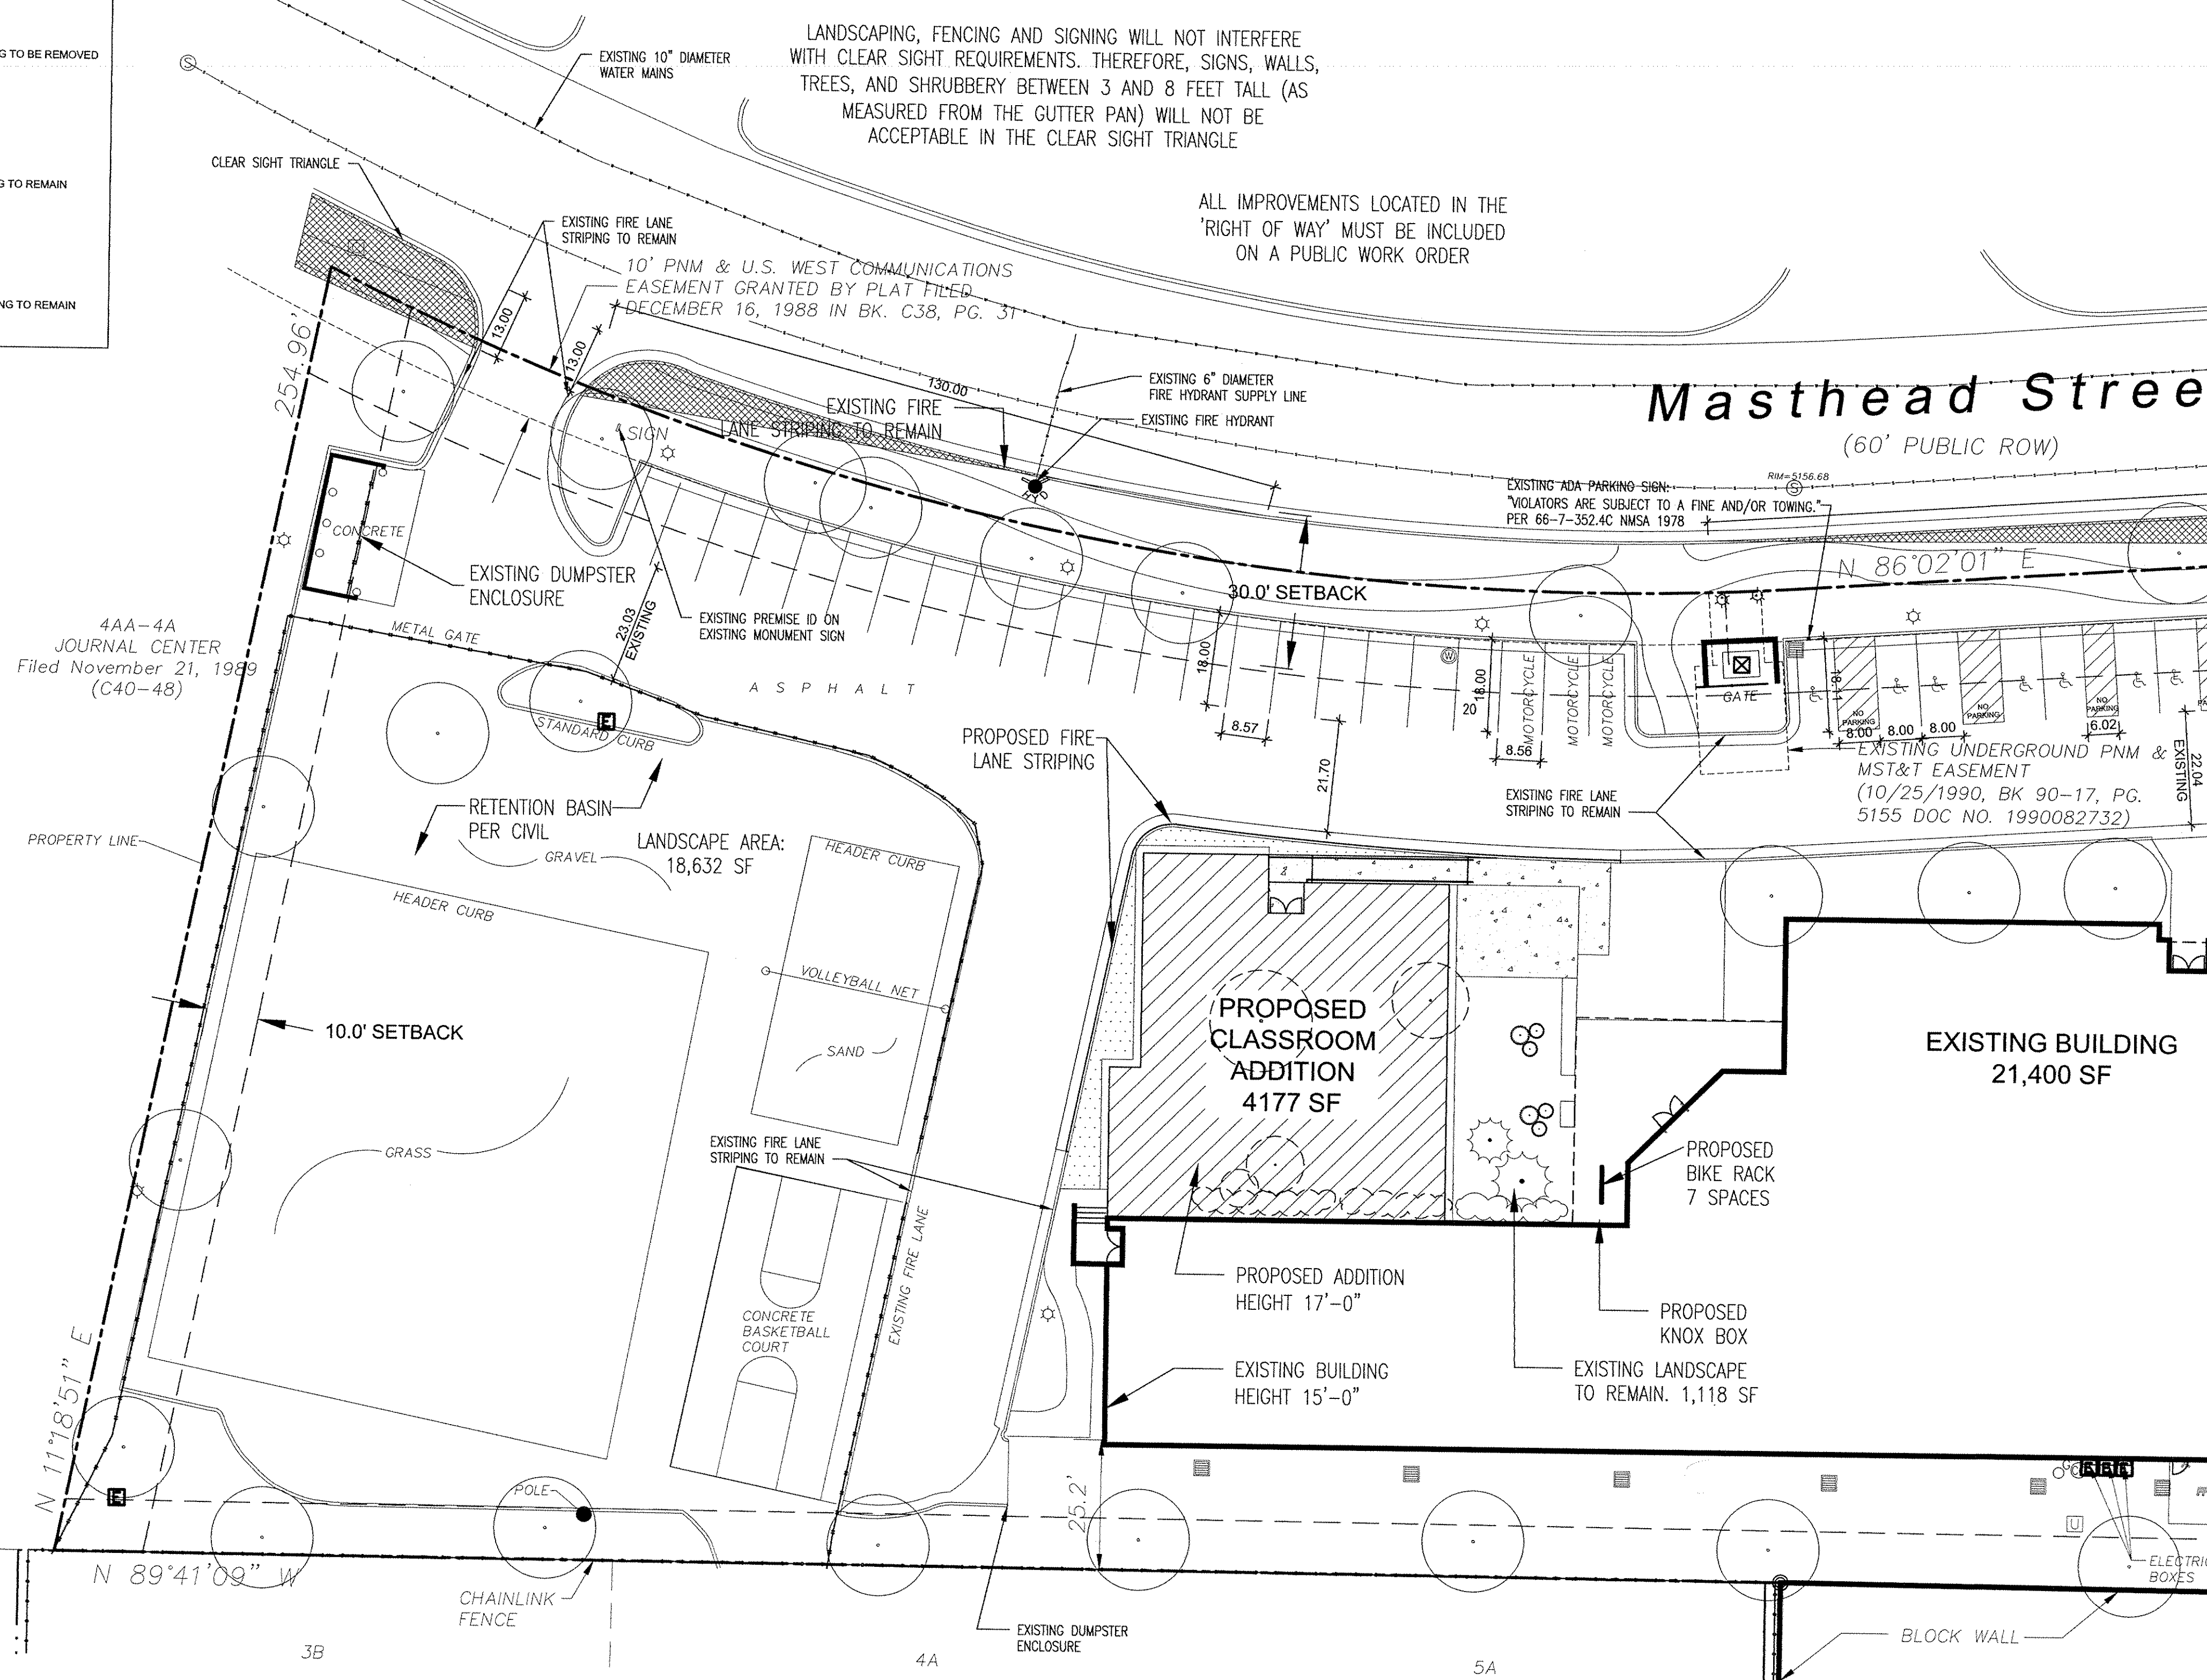 G TO BE REMOVED
G TO REMAIN
NG TO REMAIN
EXISTING 10" DIAMETER
WATER MAINS
LANDSCAPING, FENCING AND SIGNING WILL NOT INTERFERE
WITH CLEAR SIGHT REQUIREMENTS. THEREFORE, SIGNS, WALLS,
TREES, AND SHRUBBERY BETWEEN 3 AND 8 FEET TALL (AS
MEASURED FROM THE GUTTER PAN) WILL NOT BE
ACCEPTABLE IN THE CLEAR SIGHT TRIANGLE
ALL IMPROVEMENTS LOCATED IN THE
'RIGHT OF WAY' MUST BE INCLUDED
ON A PUBLIC WORK ORDER
S
CLEAR SIGHT TRIANGLE
EXISTING FIRE LANE
STRIPING TO REMAIN
10' PNM & U.S. WEST COMMUNICATIONS
EASEMENT GRANTED BY PLAT FILED
DECEMBER 16, 1988 IN BK. C38, PG. 31
13.00
13.00
130.00
254.96'
EXISTING 6" DIAMETER
FIRE HYDRANT SUPPLY LINE
EXISTING FIRE HYDRANT
HYD
EXISTING FIRE
LANE STRIPING TO REMAIN
SIGN
Masthead Stree
(60' PUBLIC ROW)
RIM=5156.68
S
EXISTING ADA PARKING SIGN:
"VIOLATORS ARE SUBJECT TO A FINE AND/OR TOWING."
PER 66-7-352.4C NMSA 1978
N 86°02'01" E
CONCRETE
EXISTING DUMPSTER
ENCLOSURE
23.03
EXISTING
EXISTING PREMISE ID ON
EXISTING MONUMENT SIGN
30.0' SETBACK
4AA-4A
JOURNAL CENTER
Filed November 21, 1989
(C40-48)
METAL GATE
ASPHALT
STANDARD CURB
E
18.00
8.57
W
20
18.00
8.56
MOTORCYCLE
MOTORCYCLE
MOTORCYCLE
GATE
18.11
NO
PARKING
NO
PARKING
NO
PARKING
8.00
8.00
8.00
6.02
22.04
EXISTING
21.70
PROPOSED FIRE
LANE STRIPING
EXISTING FIRE LANE
STRIPING TO REMAIN
EXISTING UNDERGROUND PNM &
MST&T EASEMENT
(10/25/1990, BK 90-17, PG.
5155 DOC NO. 1990082732)
RETENTION BASIN
PER CIVIL
GRAVEL
LANDSCAPE AREA:
18,632 SF
PROPERTY LINE
HEADER CURB
HEADER CURB
VOLLEYBALL NET
SAND
10.0' SETBACK
GRASS
PROPOSED
CLASSROOM
ADDITION
4177 SF
EXISTING BUILDING
21,400 SF
EXISTING FIRE LANE
STRIPING TO REMAIN
EXISTING FIRE LANE
CONCRETE
BASKETBALL
COURT
PROPOSED
BIKE RACK
7 SPACES
PROPOSED ADDITION
HEIGHT 17'-0"
PROPOSED
KNOX BOX
EXISTING BUILDING
HEIGHT 15'-0"
EXISTING LANDSCAPE
TO REMAIN. 1,118 SF
N 11°18'51" E
E
POLE
25.2'
G
E
E
E
U
ELECTRIC
BOXES
N 89°41'09" W
CHAINLINK
FENCE
EXISTING DUMPSTER
ENCLOSURE
BLOCK WALL
3B
4A
5A